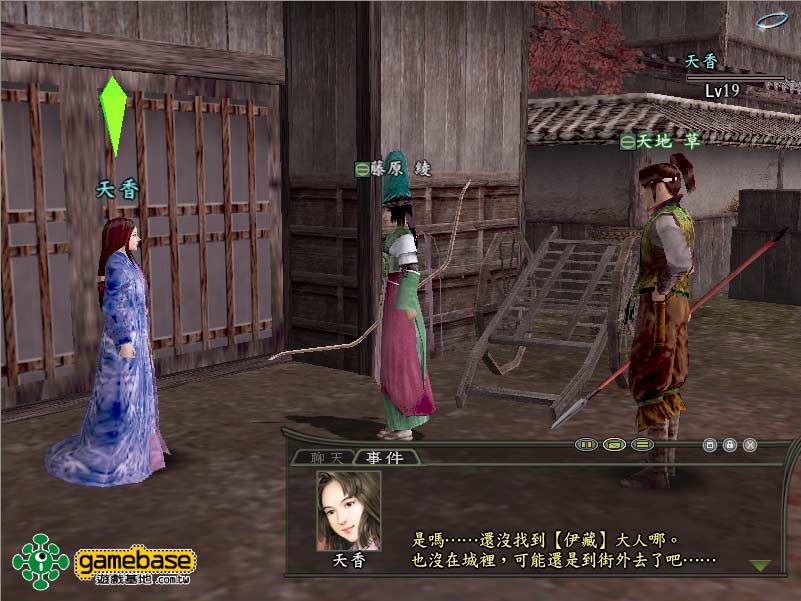 天香
Lv19
天地 草
藤原 綾
天香
聊天 事件
天香
是嗎⋯⋯還沒找到【伊藏】大人哪。
也沒在城裡，可能還是到街外去了吧⋯⋯
gamebase
遊戲基地 .com.tw